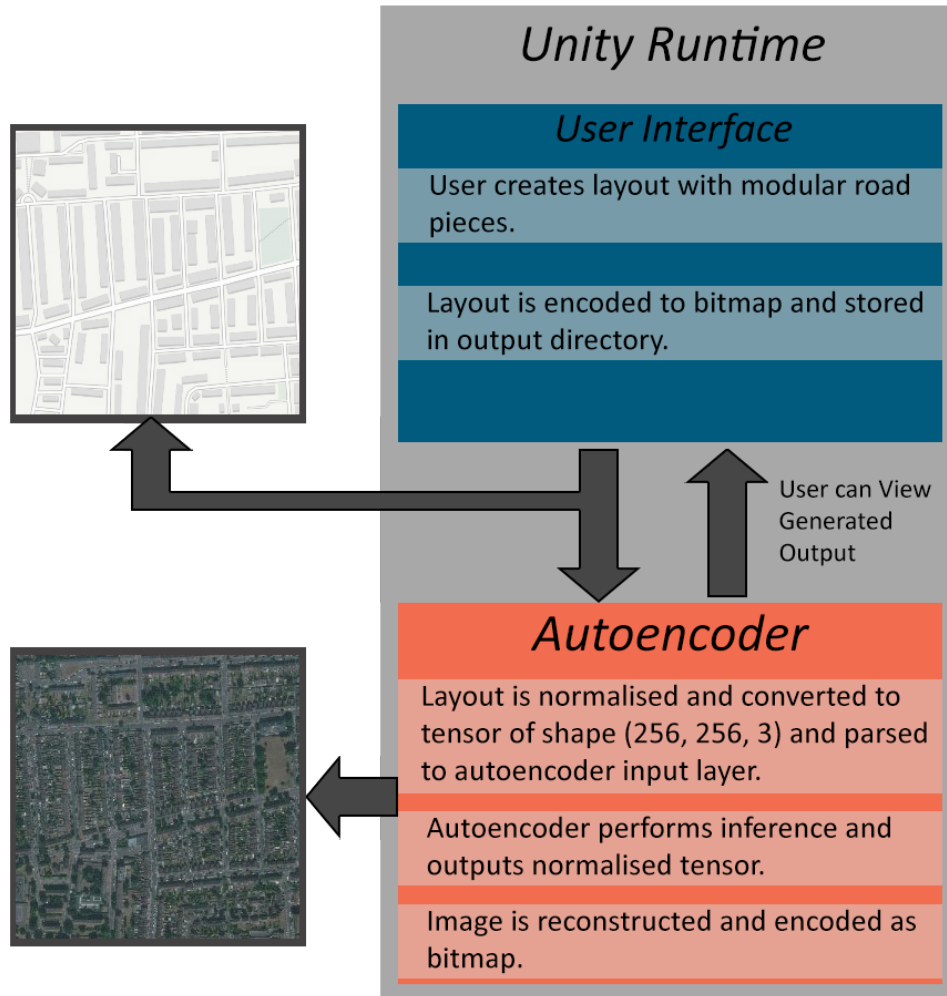 Unity Runtime
User Interface
User creates layout with modular road
pieces.
Layout is encoded to bitmap and stored
in output directory.
User can View
Generated
Output
Autoencoder
Layout is normalised and converted to
tensor of shape (256, 256, 3) and parsed
to autoencoder input layer.
Autoencoder performs inference and
outputs normalised tensor.
Image is reconstructed and encoded as
bitmap.